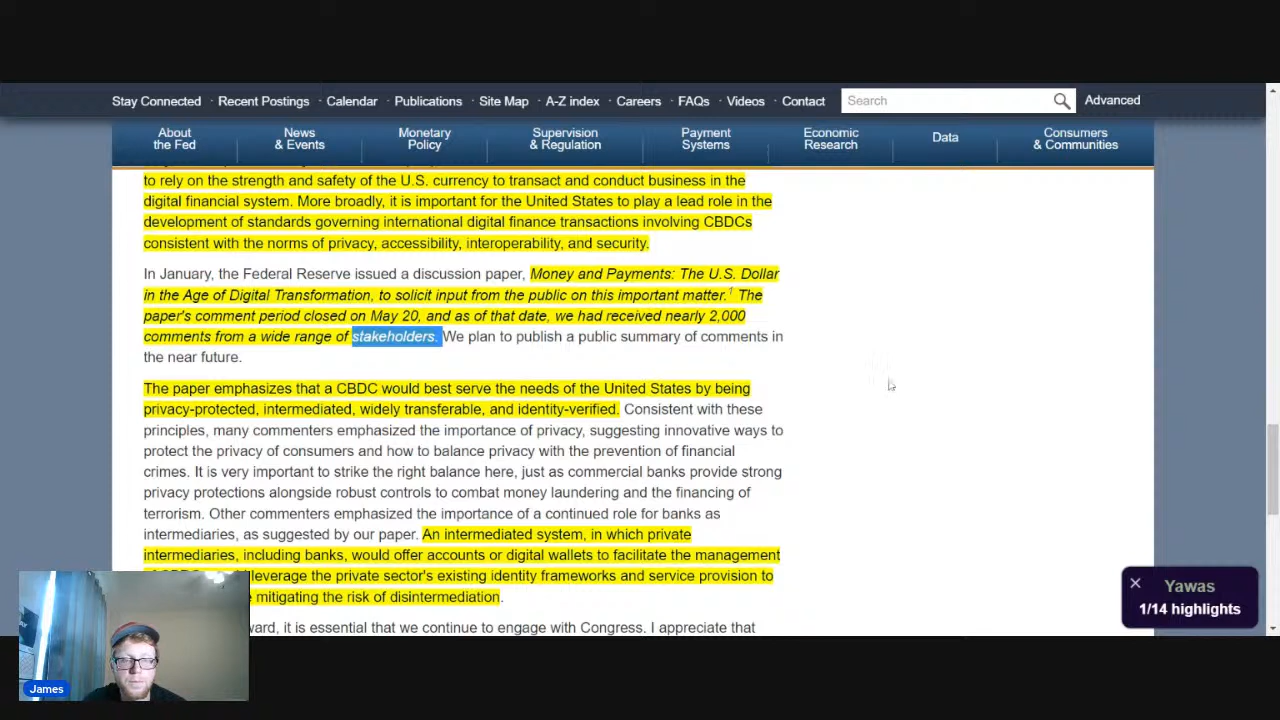 Stay Connected · Recent Postings · Calendar · Publications · Site Map · A-Z index · Careers · FAQs · Videos · Contact Search Advanced
About the Fed
News & Events
Monetary Policy
Supervision & Regulation
Payment Systems
Economic Research
Data
Consumers & Communities
to rely on the strength and safety of the U.S. currency to transact and conduct business in the
digital financial system. More broadly, it is important for the United States to play a lead role in the
development of standards governing international digital finance transactions involving CBDCs
consistent with the norms of privacy, accessibility, interoperability, and security.
In January, the Federal Reserve issued a discussion paper, Money and Payments: The U.S. Dollar
in the Age of Digital Transformation, to solicit input from the public on this important matter.1 The
paper's comment period closed on May 20, and as of that date, we had received nearly 2,000
comments from a wide range of stakeholders. We plan to publish a public summary of comments in
the near future.
The paper emphasizes that a CBDC would best serve the needs of the United States by being
privacy-protected, intermediated, widely transferable, and identity-verified. Consistent with these
principles, many commenters emphasized the importance of privacy, suggesting innovative ways to
protect the privacy of consumers and how to balance privacy with the prevention of financial
crimes. It is very important to strike the right balance here, just as commercial banks provide strong
privacy protections alongside robust controls to combat money laundering and the financing of
terrorism. Other commenters emphasized the importance of a continued role for banks as
intermediaries, as suggested by our paper. An intermediated system, in which private
intermediaries, including banks, would offer accounts or digital wallets to facilitate the management
leverage the private sector's existing identity frameworks and service provision to
mitigating the risk of disintermediation.
it is essential that we continue to engage with Congress. I appreciate that
Yawas
1/14 highlights
James